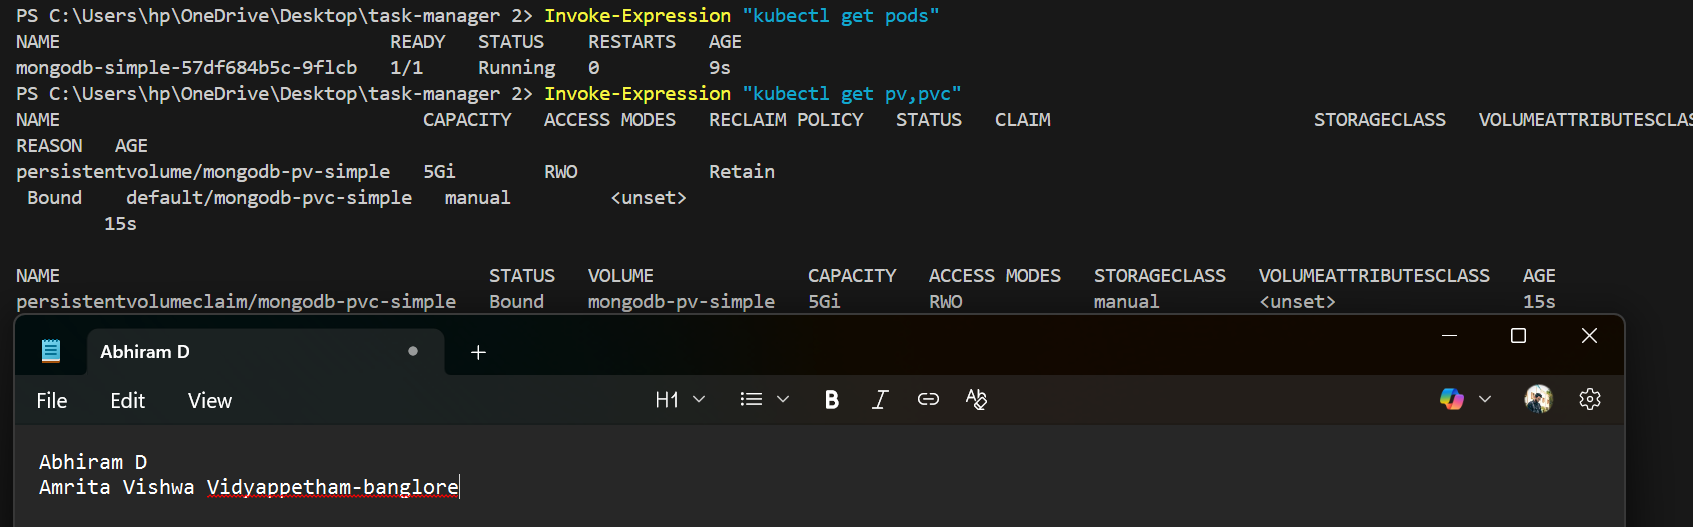 PS C:\Users\hp\OneDrive\Desktop\task-manager 2> Invoke-Expression "kubectl get pods"
NAME READY STATUS RESTARTS AGE
mongodb-simple-57df684b5c-9flcb 1/1 Running 0 9s
PS C:\Users\hp\OneDrive\Desktop\task-manager 2> Invoke-Expression "kubectl get pv,pvc"
NAME CAPACITY ACCESS MODES RECLAIM POLICY STATUS CLAIM STORAGECLASS VOLUMEATTRIBUTESCLAS
REASON AGE
persistentvolume/mongodb-pv-simple 5Gi RWO Retain
Bound default/mongodb-pvc-simple manual <unset>
15s
NAME STATUS VOLUME CAPACITY ACCESS MODES STORAGECLASS VOLUMEATTRIBUTESCLASS AGE
persistentvolumeclaim/mongodb-pvc-simple Bound mongodb-pv-simple 5Gi RWO manual <unset> 15s
Abhiram D
File Edit View H1 B I
Abhiram D
Amrita Vishwa Vidyappetham-banglore